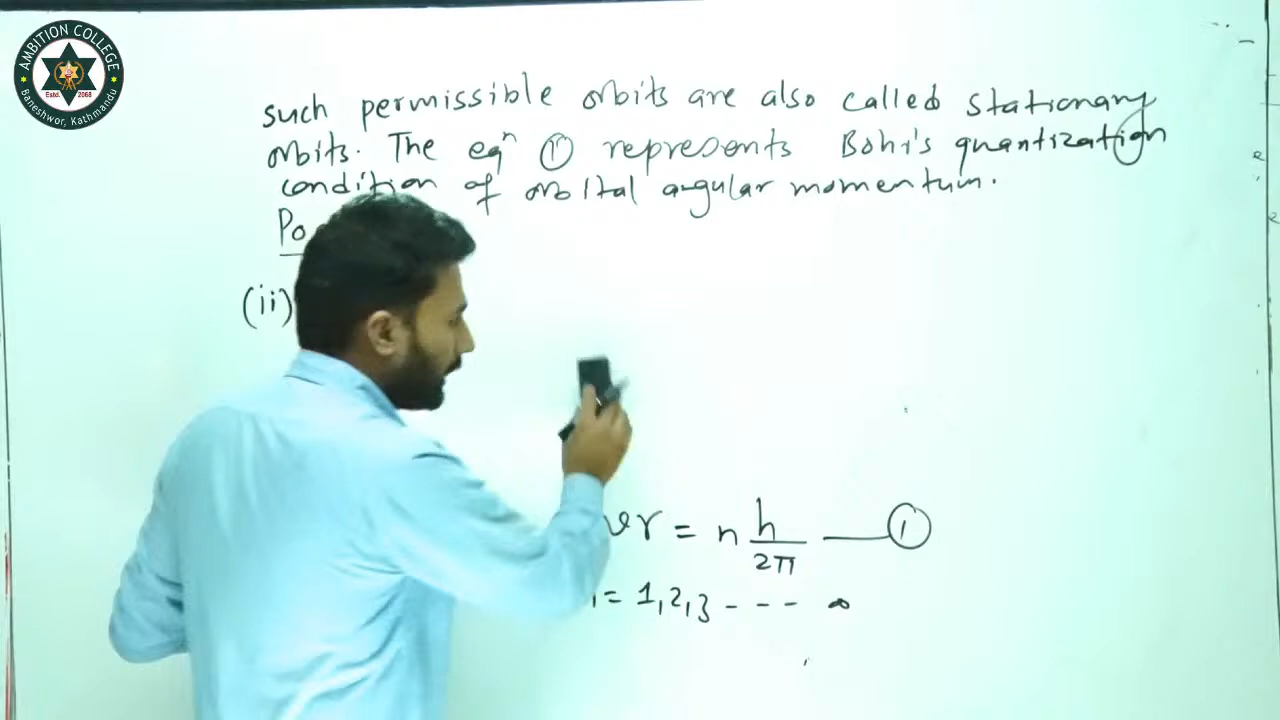 AMBITION COLLEGE
Estd. 2068
Baneshwor, Kathmandu
such permissible orbits are also called stationary
orbits. The eqⁿ ① represents Bohr's quantization
condition of orbital angular momentum.
Po
(ii)
vr = n h/2π — ①
= 1,2,3 - - - ∞